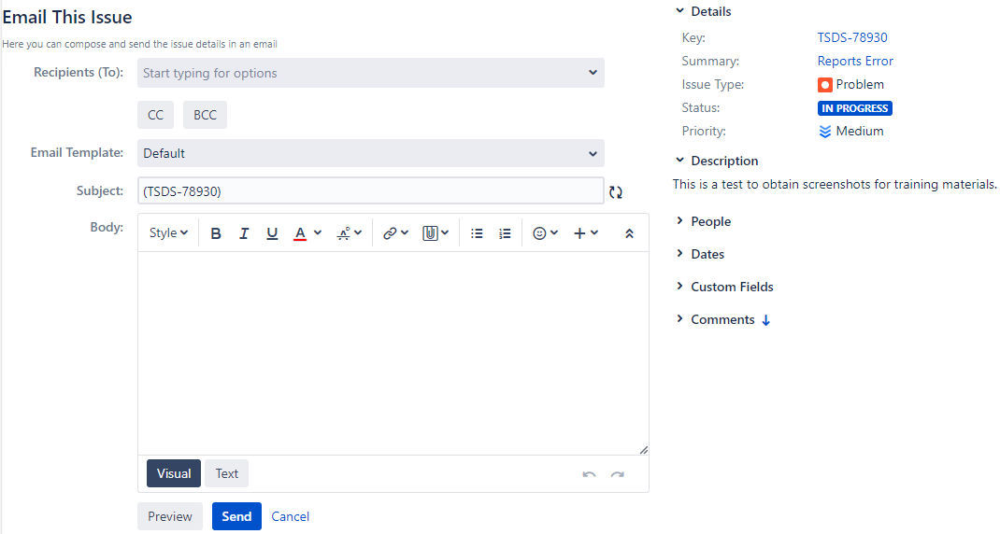 Email This Issue
Here you can compose and send the issue details in an email
Recipients (To):
Start typing for options
CC
BCC
Email Template:
Default
Subject:
(TSDS-78930)
Body:
Style
B
I
U
A
Visual
Text
Preview
Send
Cancel
Details
Key:
TSDS-78930
Summary:
Reports Error
Issue Type:
Problem
Status:
IN PROGRESS
Priority:
Medium
Description
This is a test to obtain screenshots for training materials.
People
Dates
Custom Fields
Comments